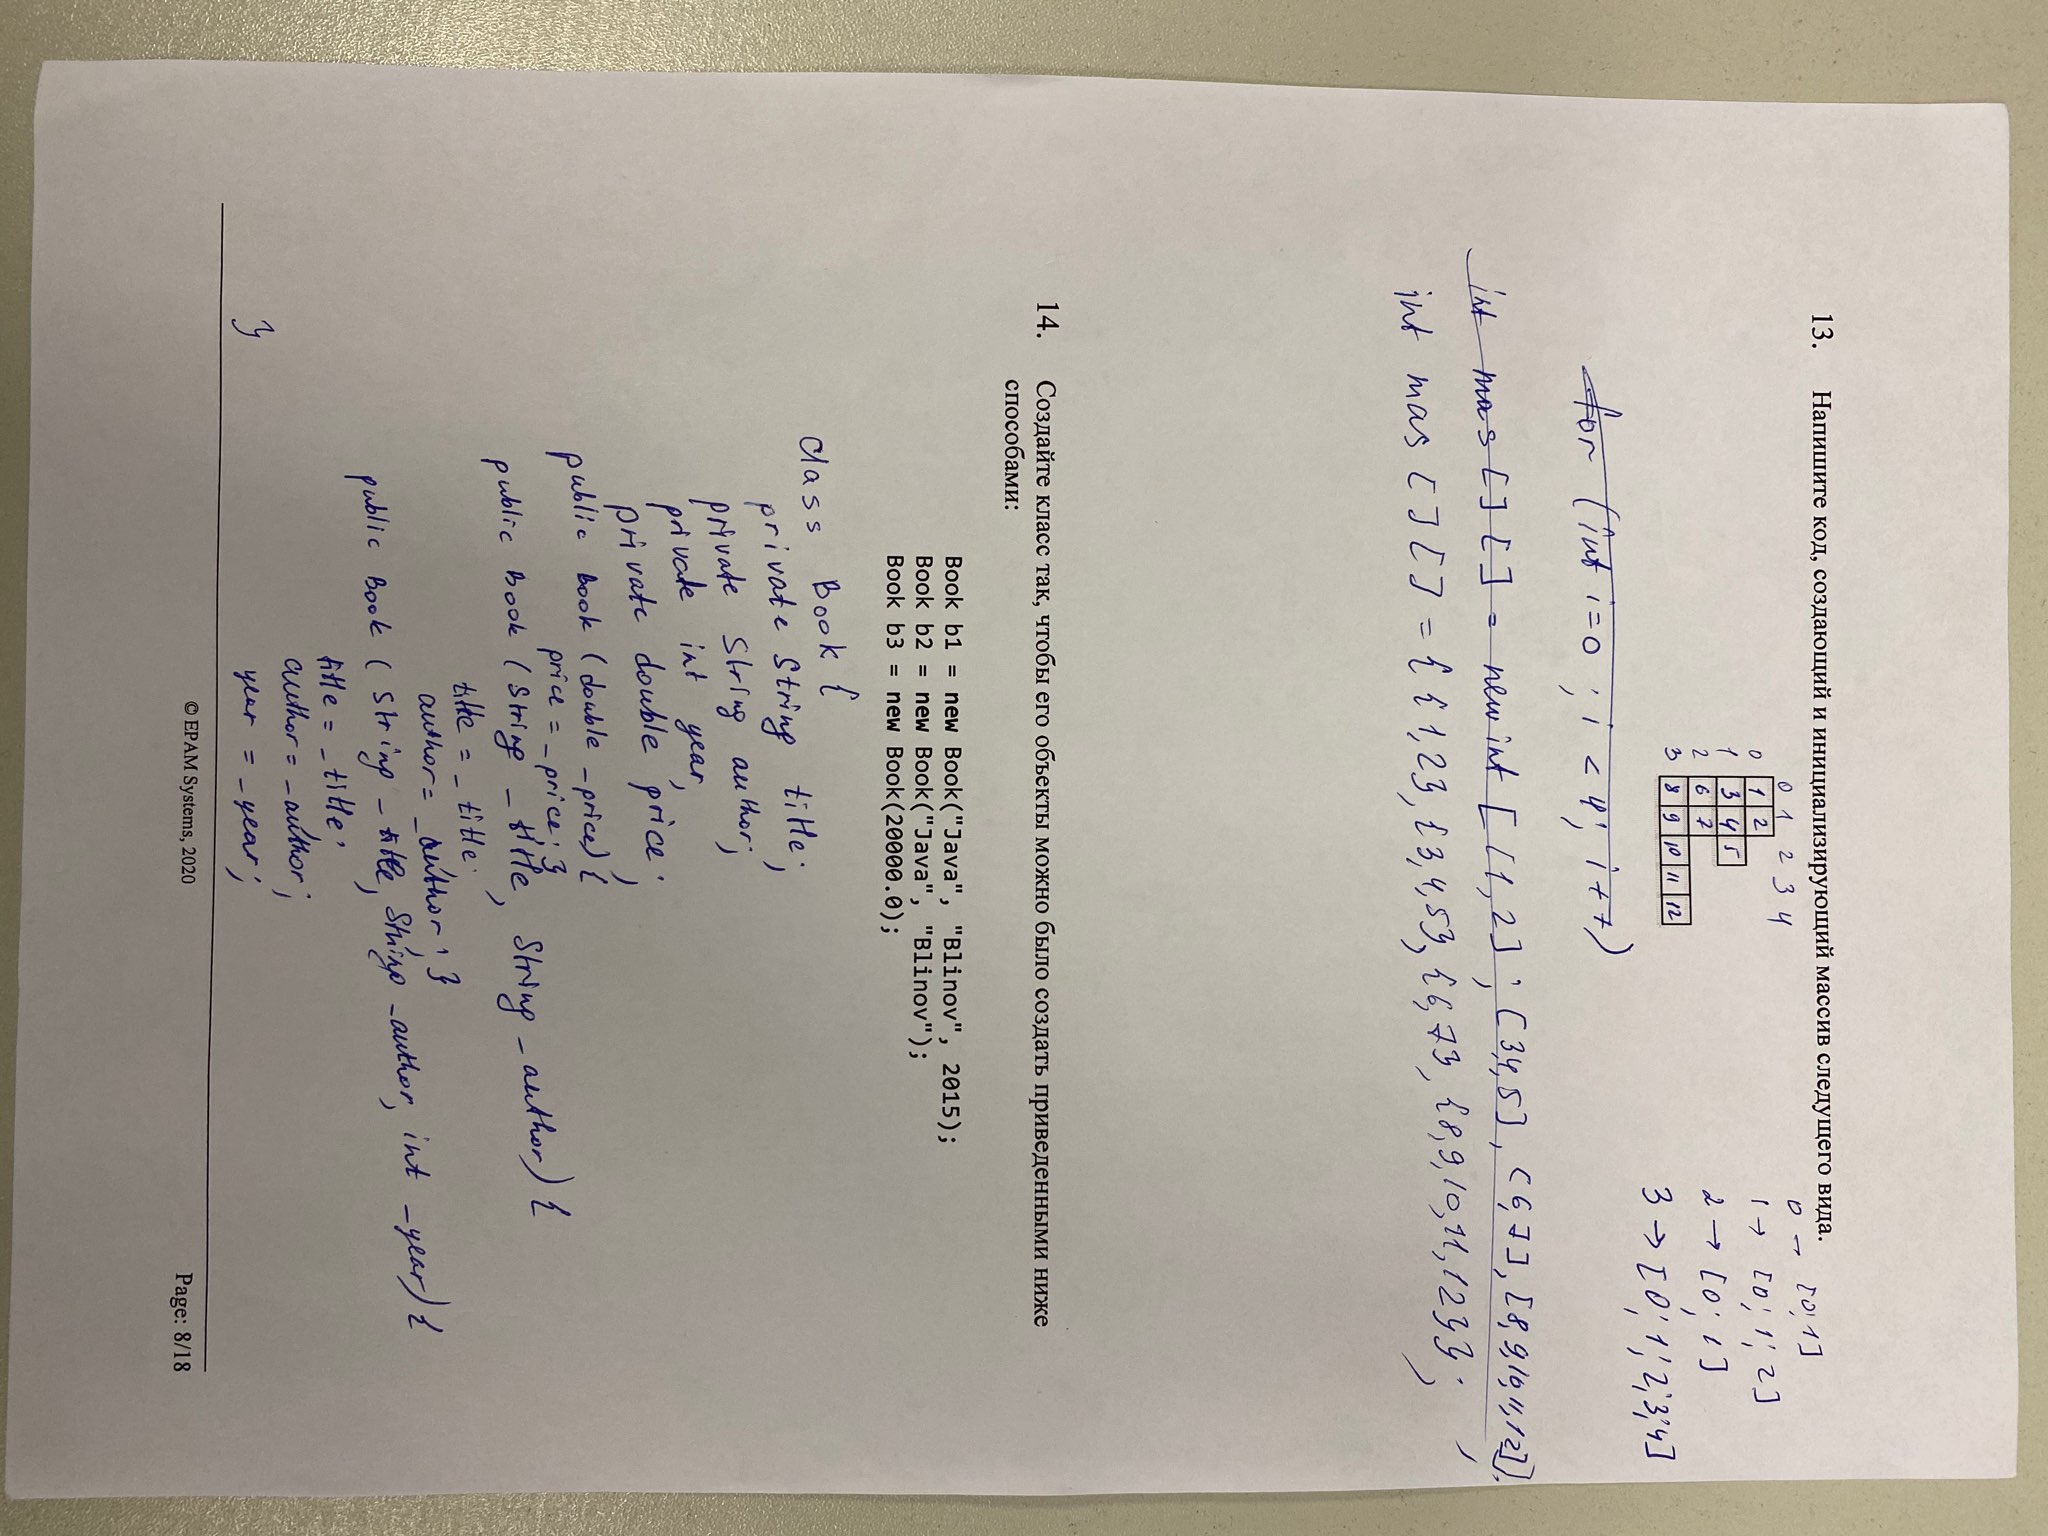 13. Напишите код, создающий и инициализирующий массив следущего вида.
0 → [0;1]
0 1 2 3 4
0 1 2
1 → [0; 1; 2]
1 3 4 5
2 → [0; 1]
2 6 7
3 → [0; 1; 2; 3; 4]
3 8 9 10 11 12
for (int i=0; i < 4; i++)
int mas [] [] = new int [[1,2]; [3,4,5], [6,7], [8,9,10,11,12]];
int mas [] [] = {{1,2}, {3,4,5}, {6,7}, {8,9,10,11,12}};
14. Создайте класс так, чтобы его объекты можно было создать приведенными ниже
способами:
Book b1 = new Book("Java", "Blinov", 2015);
Book b2 = new Book("Java", "Blinov");
Book b3 = new Book(20000.0);
class Book {
private String title;
private String author;
private int year;
private double price;
public book (double _price) {
price = _price; }
public book (String _title, String _author) {
title = _title;
author = _author; }
public book (String _title, String _author, int _year) {
title = _title;
author = _author;
year = _year;
}
© EPAM Systems, 2020
Page: 8/18